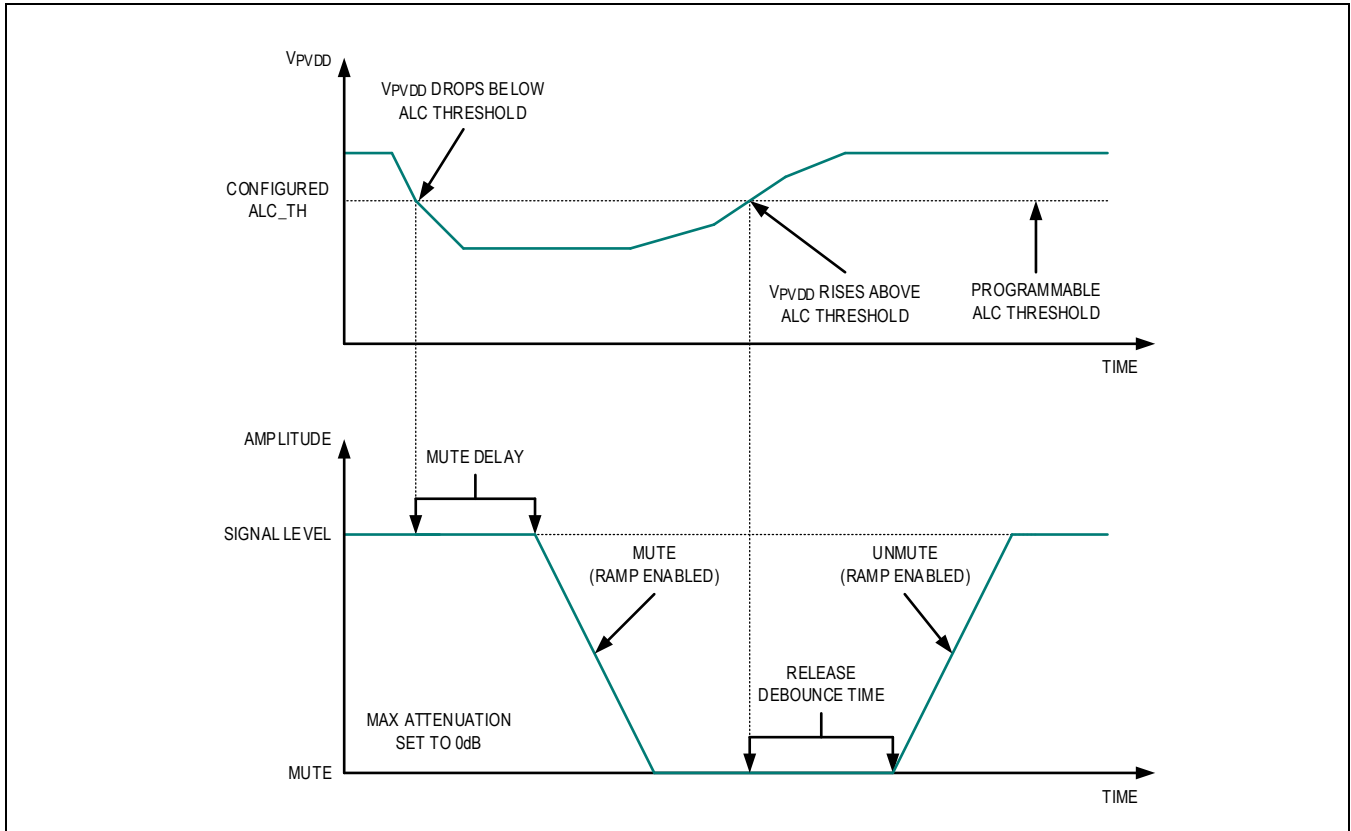 VPVDD
VPVDD DROPS BELOW
ALC THRESHOLD
CONFIGURED
ALC_TH
VPVDD RISES ABOVE
ALC THRESHOLD
PROGRAMMABLE
ALC THRESHOLD
TIME
AMPLITUDE
MUTE DELAY
SIGNAL LEVEL
MUTE
(RAMP ENABLED)
UNMUTE
(RAMP ENABLED)
RELEASE
DEBOUNCE TIME
MAX ATTENUATION
SET TO 0dB
MUTE
TIME